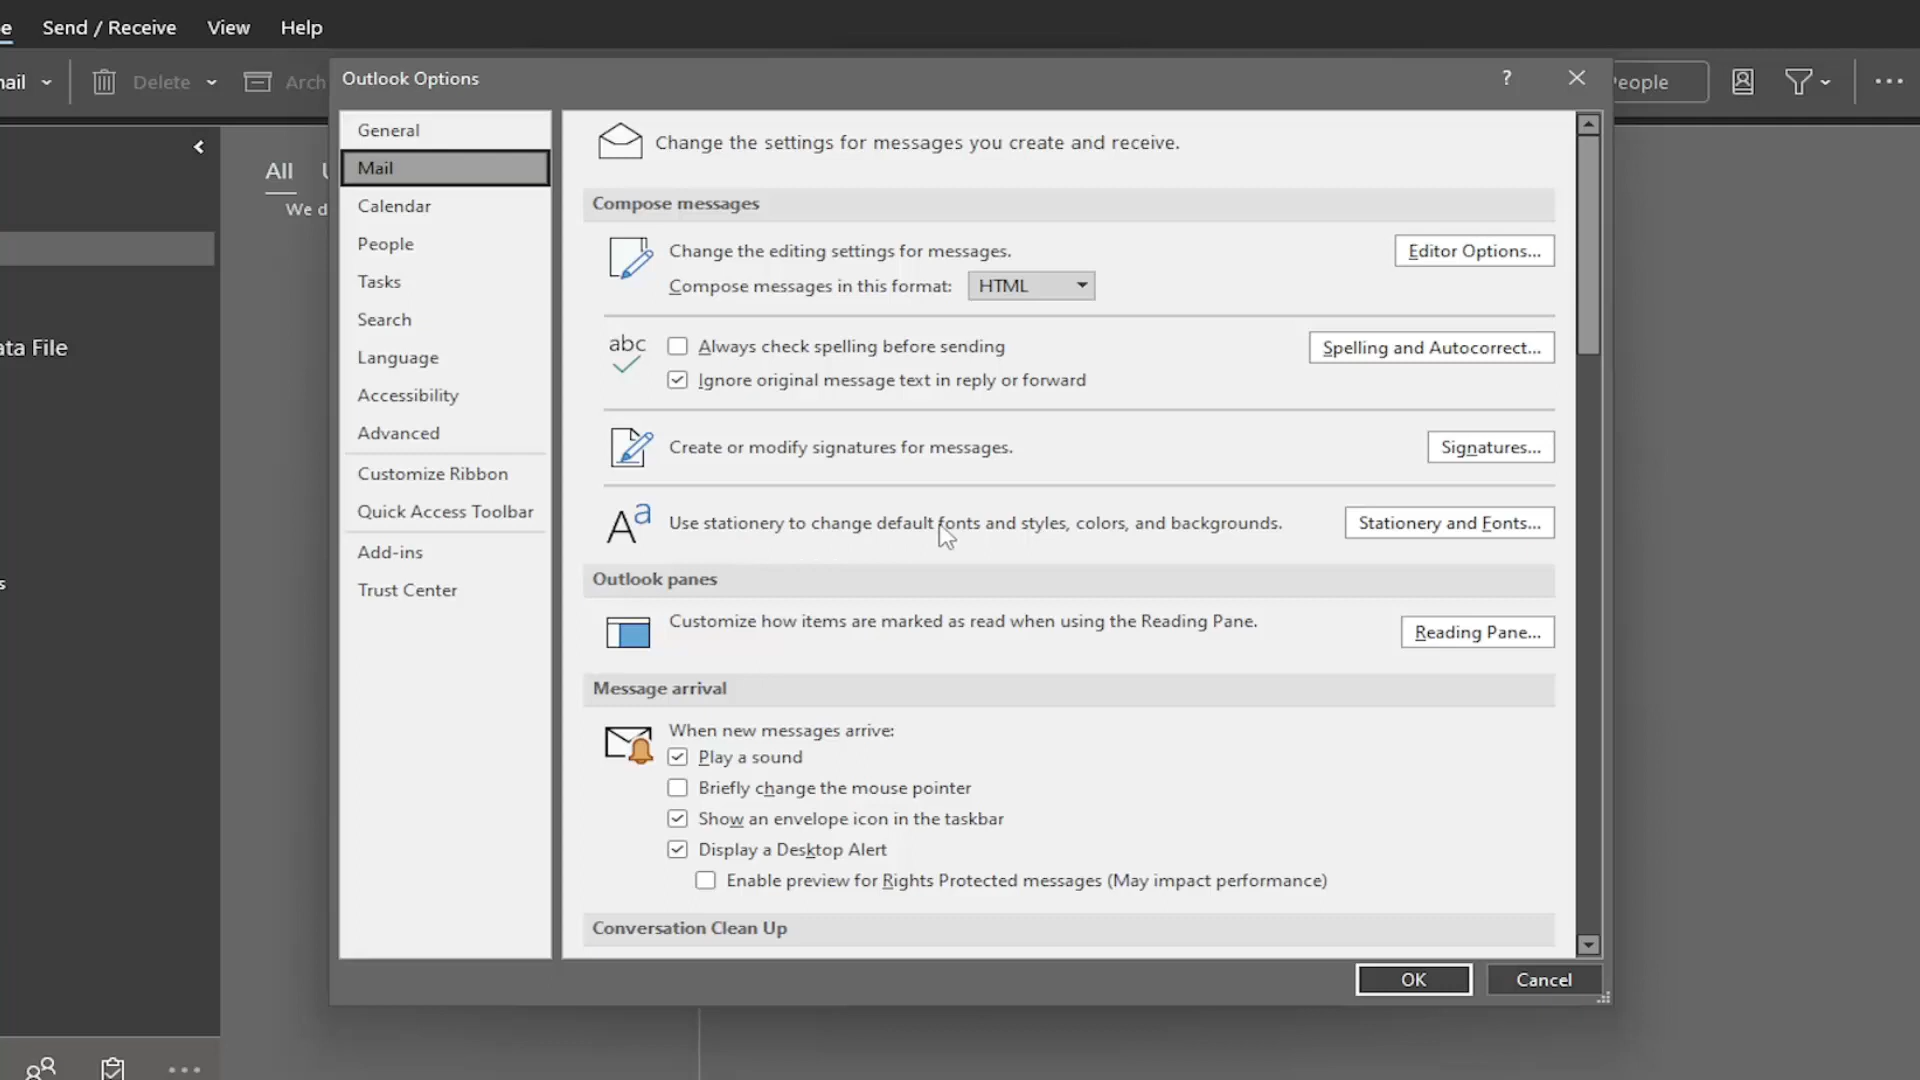 Send / Receive
View
Help
Delete
Outlook Options
?
General
Mail
Calendar
People
Tasks
Search
Language
Accessibility
Advanced
Customize Ribbon
Quick Access Toolbar
Add-ins
Trust Center
Change the settings for messages you create and receive.
Compose messages
Change the editing settings for messages.
Editor Options...
Compose messages in this format:
HTML
abc
Always check spelling before sending
Spelling and Autocorrect...
Ignore original message text in reply or forward
Create or modify signatures for messages.
Signatures...
Aa
Use stationery to change default fonts and styles, colors, and backgrounds.
Stationery and Fonts...
Outlook panes
Customize how items are marked as read when using the Reading Pane.
Reading Pane...
Message arrival
When new messages arrive:
Play a sound
Briefly change the mouse pointer
Show an envelope icon in the taskbar
Display a Desktop Alert
Enable preview for Rights Protected messages (May impact performance)
Conversation Clean Up
OK
Cancel
All
We d
ata File
Arch
eople
ail